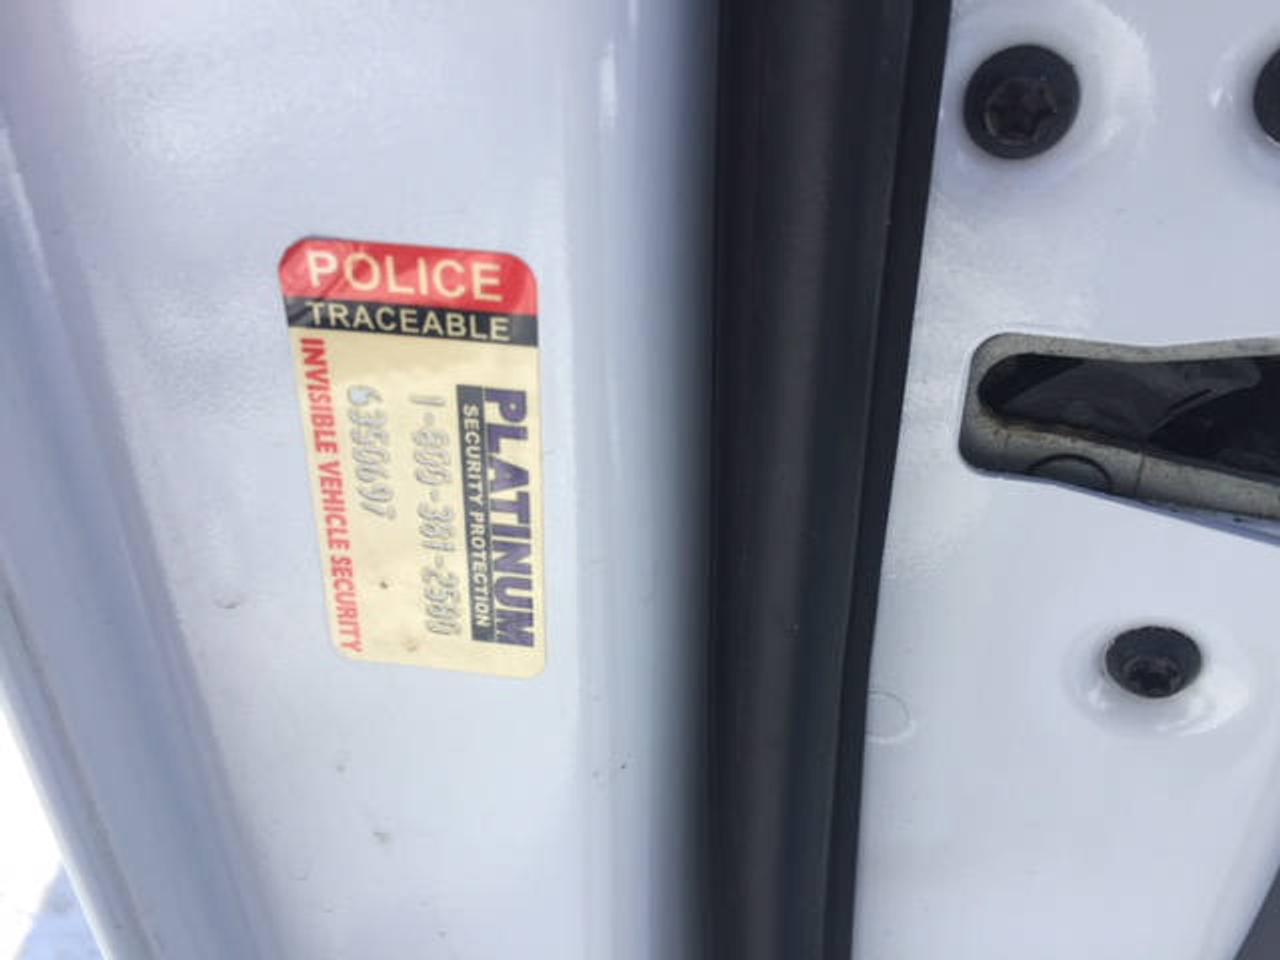 POLICE
TRACEABLE
PLATINUM
SECURITY PROTECTION
1-800-381-2580
6350697
INVISIBLE VEHICLE SECURITY